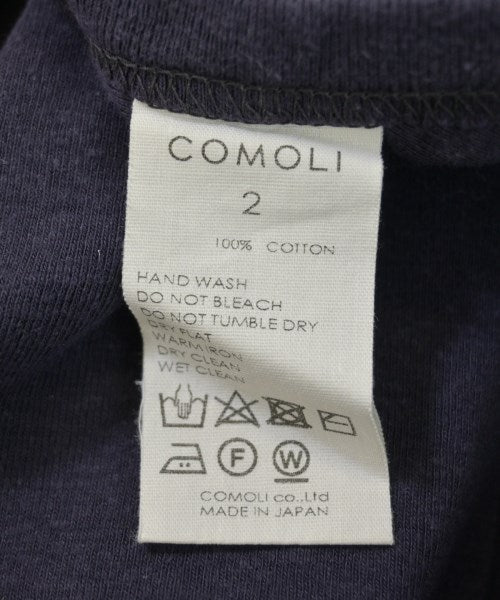 COMOLI
2
100% COTTON
HAND WASH
DO NOT BLEACH
DO NOT TUMBLE DRY
DRY FLAT
WARM IRON
DRY CLEAN
WET CLEAN
F W
COMOLI co.,Ltd
MADE IN JAPAN